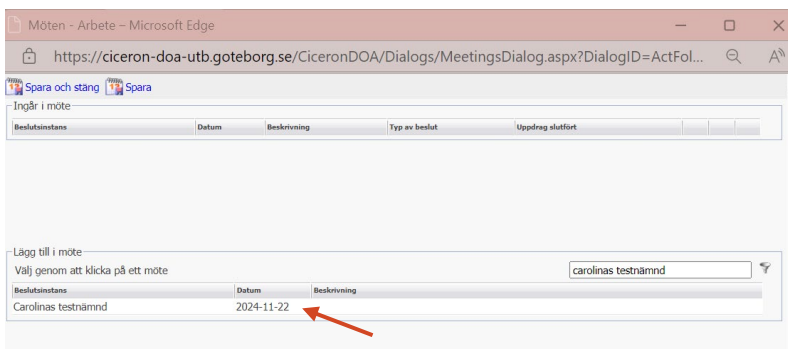 Möten - Arbete – Microsoft Edge
https://ciceron-doa-utb.goteborg.se/CiceronDOA/Dialogs/MeetingsDialog.aspx?DialogID=ActFol...
Spara och stäng Spara
Ingår i möte
Beslutsinstans Datum Beskrivning Typ av beslut Uppdrag slutfört
Lägg till i möte
Välj genom att klicka på ett möte carolinas testnämnd
Beslutsinstans Datum Beskrivning
Carolinas testnämnd 2024-11-22